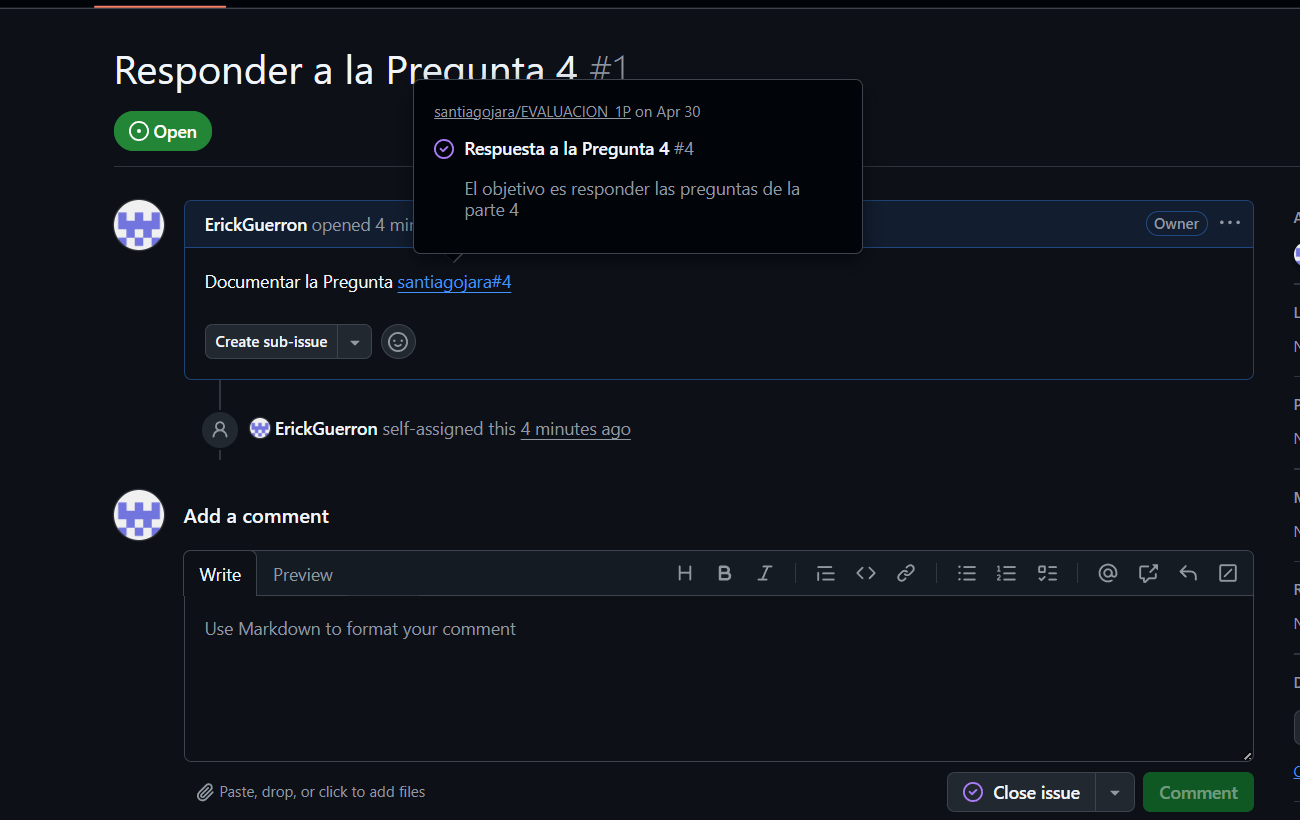 Responder a la Pregunta 4 #1
santiagojara/EVALUACION_1P on Apr 30
Open
Respuesta a la Pregunta 4 #4
El objetivo es responder las preguntas de la
parte 4
ErickGuerron opened 4 min
Owner
Documentar la Pregunta santiagojara#4
Create sub-issue
ErickGuerron self-assigned this 4 minutes ago
Add a comment
Write
Preview
Use Markdown to format your comment
Paste, drop, or click to add files
Close issue
Comment